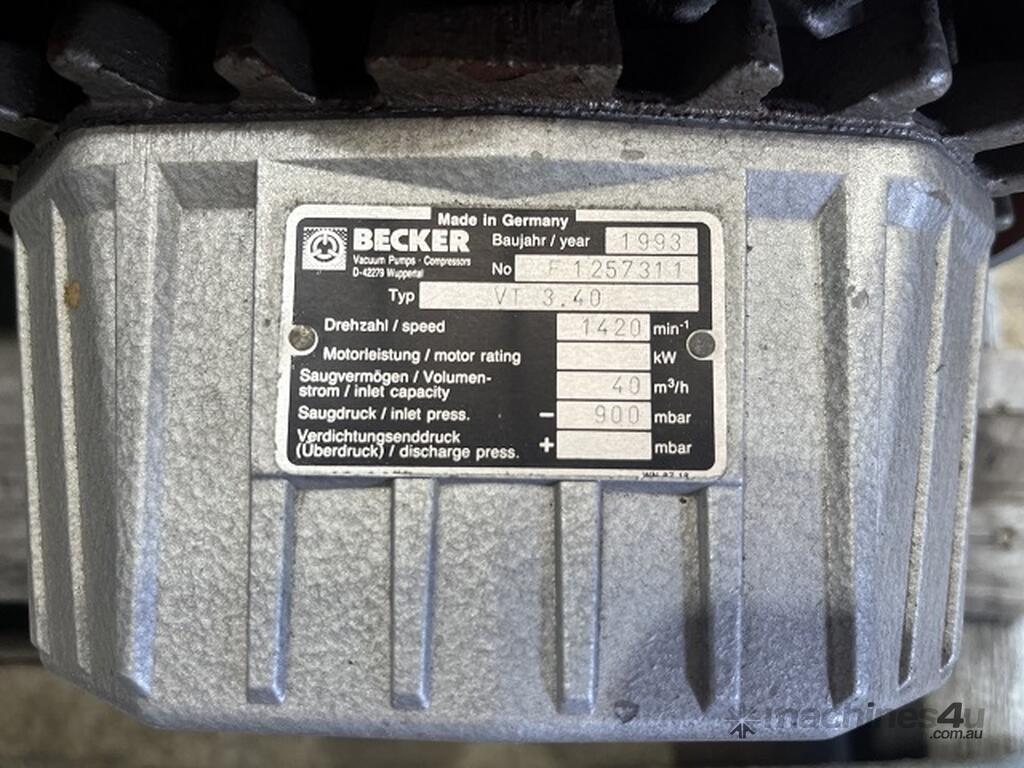 Made in Germany
BECKER
Vacuum Pumps · Compressors
D-42279 Wuppertal
Baujahr / year 1993
No F 1257311
Typ VT 3.40
Drehzahl / speed 1420 min-1
Motorleistung / motor rating kW
Saugvermögen / Volumen-
strom / inlet capacity 40 m³/h
Saugdruck / inlet press. − 900 mbar
Verdichtungsenddruck
(Überdruck) / discharge press. + mbar
machines4u
.com.au